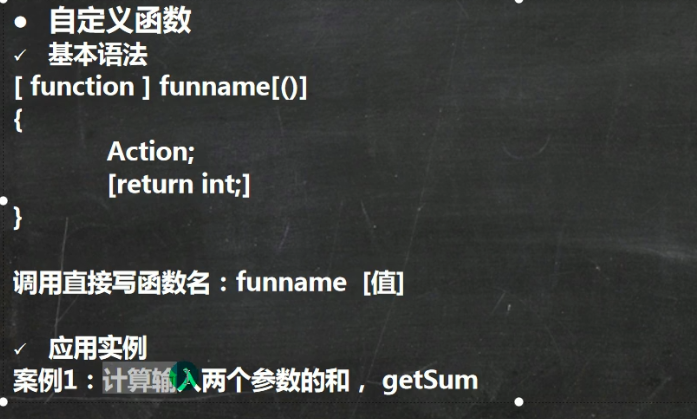 ● 自定义函数
✓ 基本语法
[ function ] funname[()]
{
Action;
[return int;]
}
调用直接写函数名：funname [值]
✓ 应用实例
案例1：计算输入两个参数的和， getSum